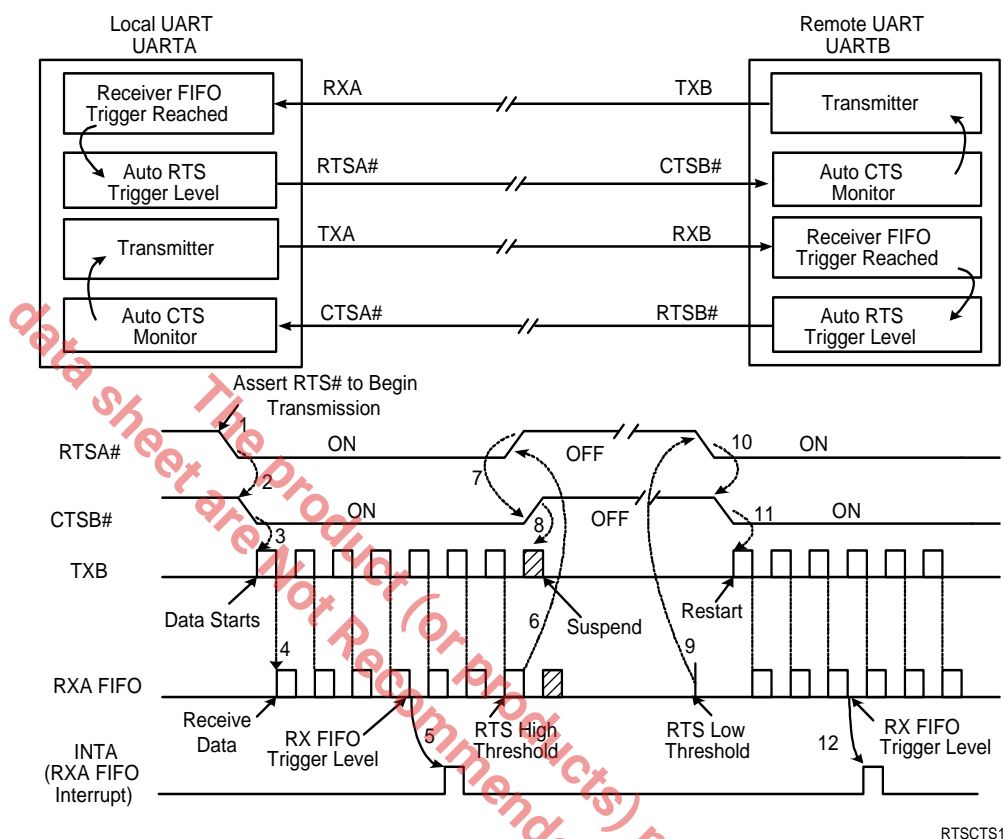 Local UART
UARTA
Remote UART
UARTB
Receiver FIFO
Trigger Reached
RXA
TXB
Transmitter
Auto RTS
Trigger Level
RTSA#
CTSB#
Auto CTS
Monitor
Transmitter
TXA
RXB
Receiver FIFO
Trigger Reached
Auto CTS
Monitor
CTSA#
RTSB#
Auto RTS
Trigger Level
Assert RTS# to Begin
Transmission
RTSA#
1
ON
7
OFF
10
ON
2
CTSB#
ON
8
OFF
11
ON
3
TXB
Data Starts
6
Suspend
Restart
4
9
RXA FIFO
Receive
Data
RX FIFO
Trigger Level
5
RTS High
Threshold
RTS Low
Threshold
12
RX FIFO
Trigger Level
INTA
(RXA FIFO
Interrupt)
RTSCTS1
The product (or products)
data sheet are Not Recommende